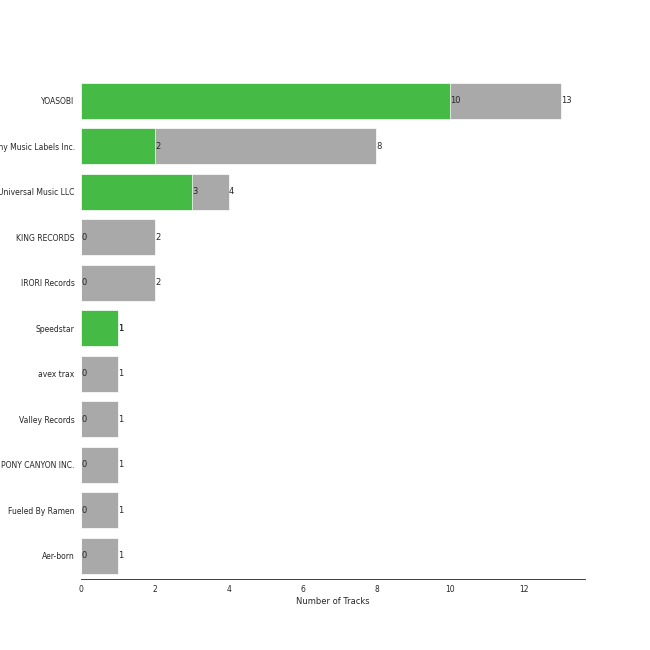 YOASOBI 10 13
ny Music Labels Inc. 2 8
Universal Music LLC 3 4
KING RECORDS 0 2
IRORI Records 0 2
Speedstar 1
avex trax 0 1
Valley Records 0 1
PONY CANYON INC. 0 1
Fueled By Ramen 0 1
Aer-born 0 1
0 2 4 6 8 10 12
Number of Tracks